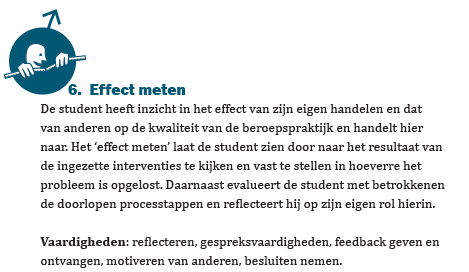 6. Effect meten
De student heeft inzicht in het effect van zijn eigen handelen en dat
van anderen op de kwaliteit van de beroepspraktijk en handelt hier
naar. Het ‘effect meten’ laat de student zien door naar het resultaat van
de ingezette interventies te kijken en vast te stellen in hoeverre het
probleem is opgelost. Daarnaast evalueert de student met betrokkenen
de doorlopen processtappen en reflecteert hij op zijn eigen rol hierin.
Vaardigheden: reflecteren, gespreksvaardigheden, feedback geven en
ontvangen, motiveren van anderen, besluiten nemen.